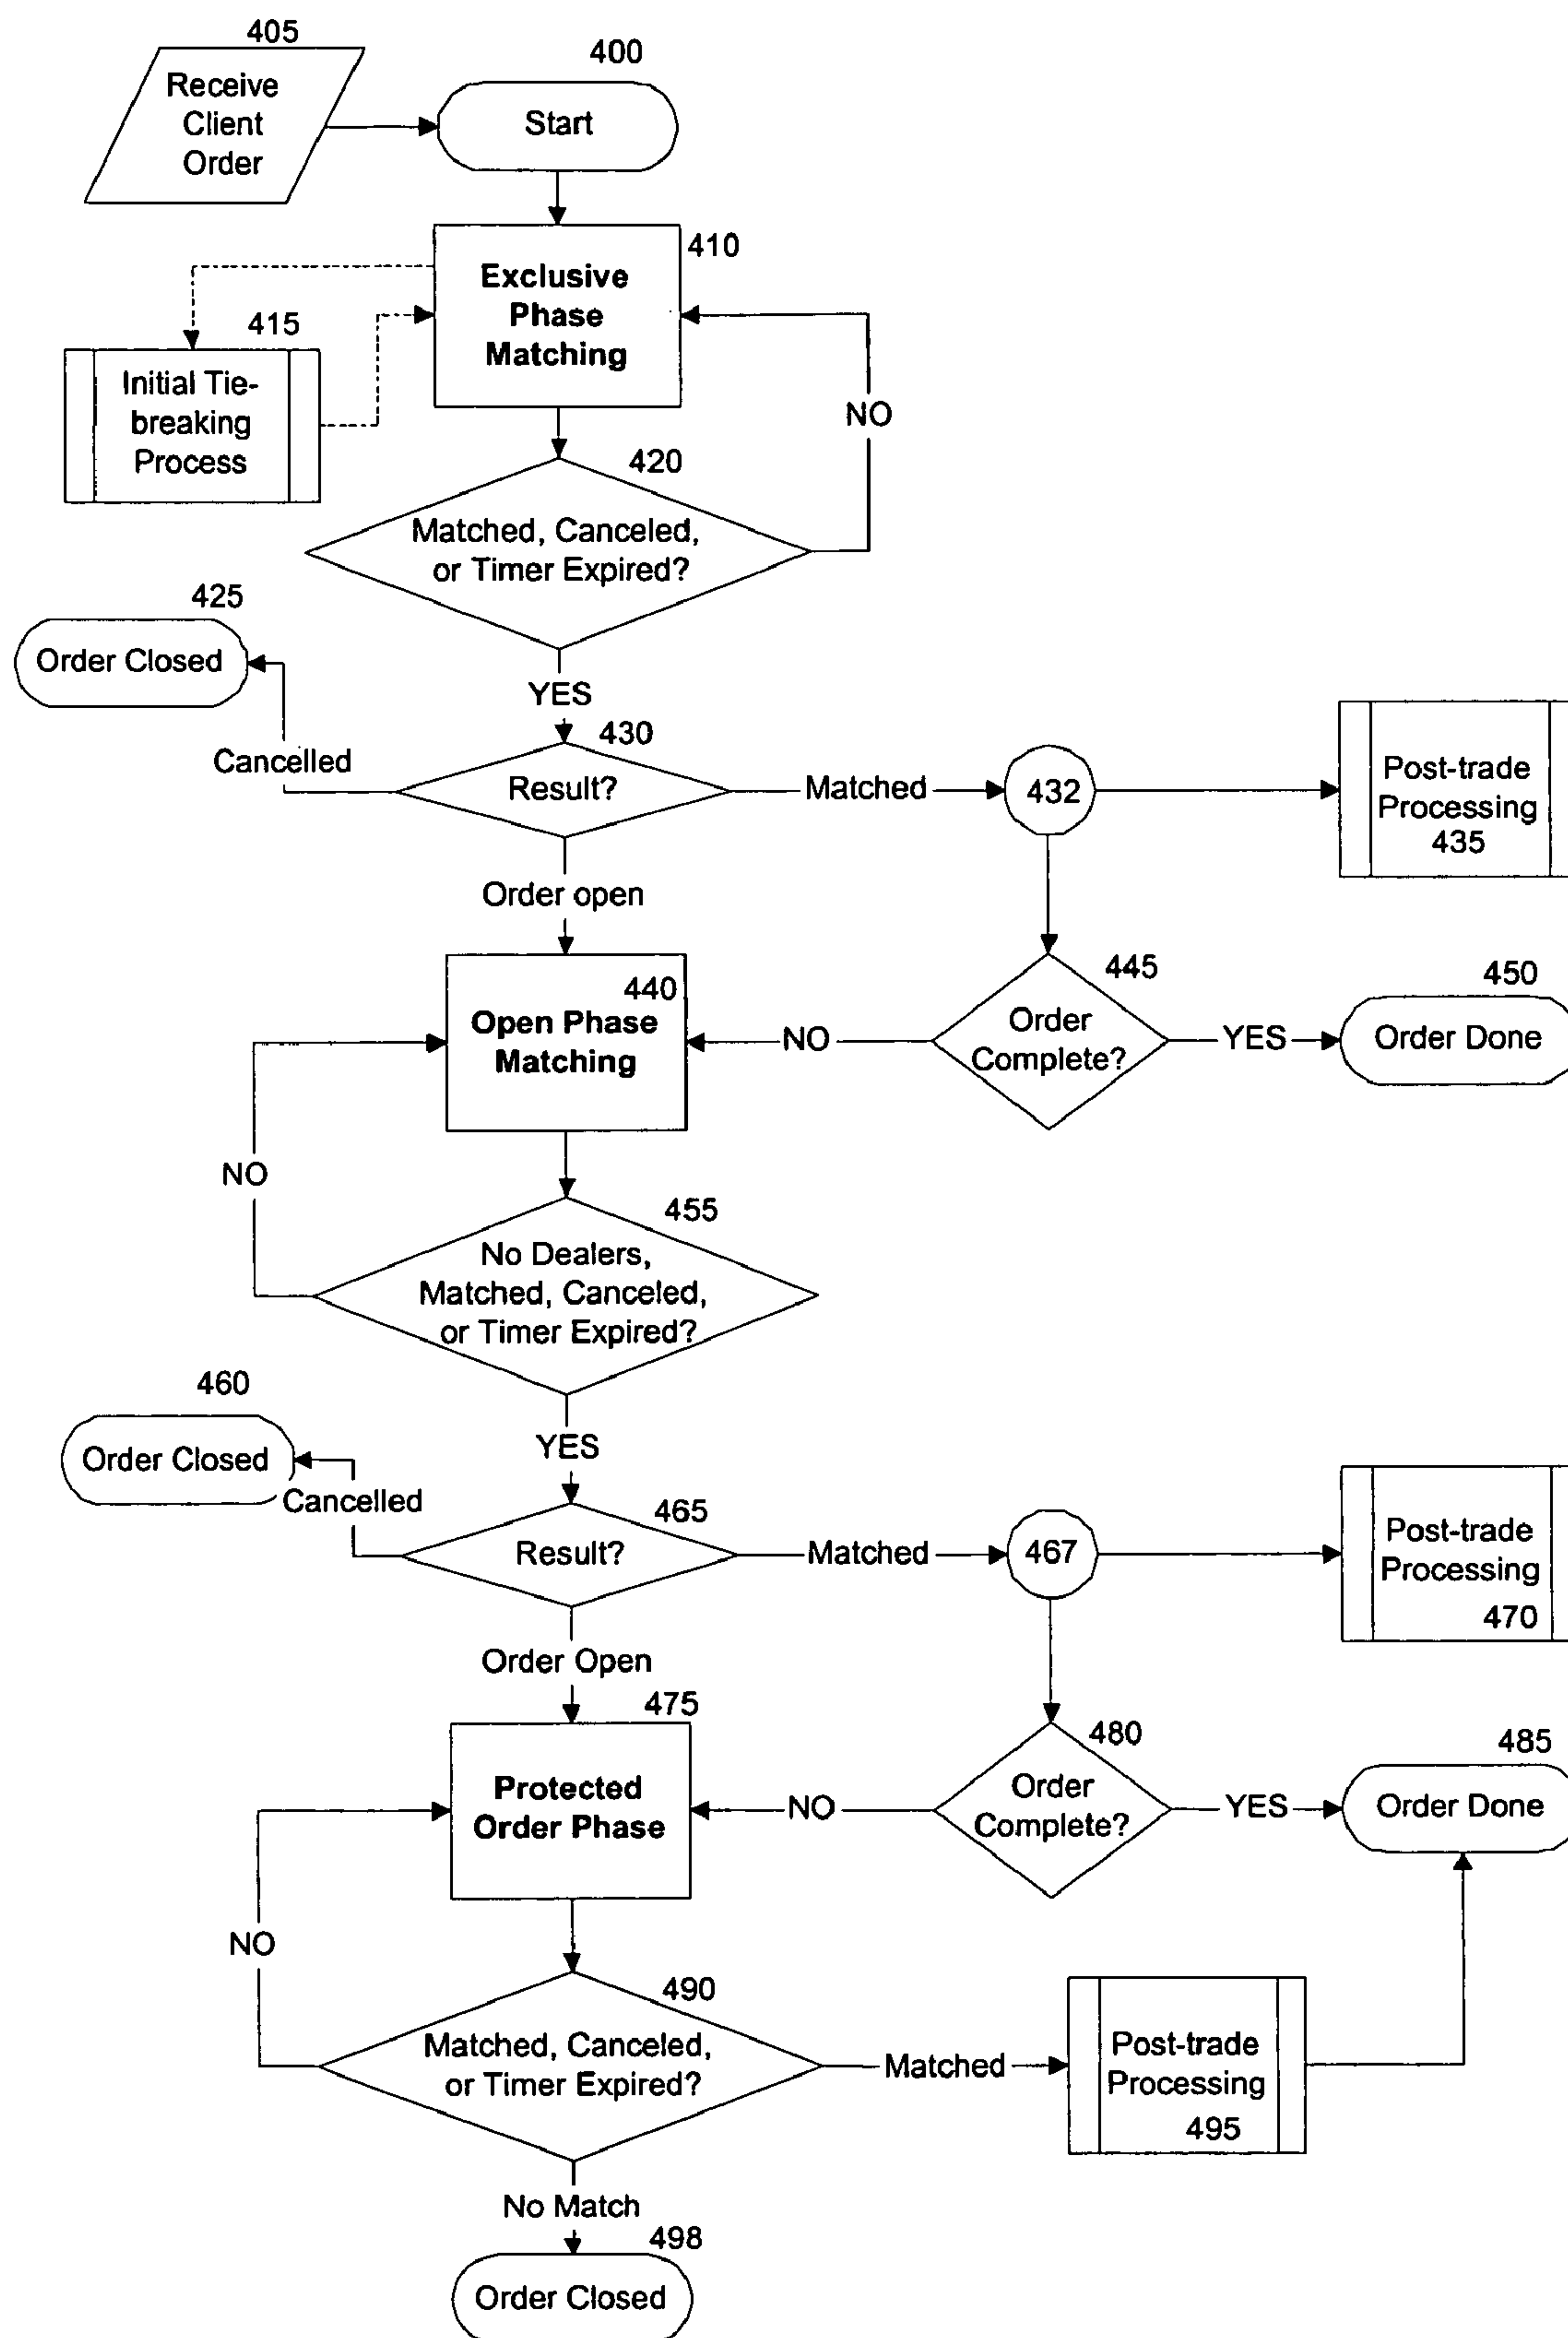 405
Receive
Client
Order
400
Start
410
Exclusive
Phase
Matching
415
Initial Tie-
breaking
Process
NO
420
Matched, Canceled,
or Timer Expired?
425
Order Closed
YES
430
Cancelled
Result?
Matched
432
Post-trade
Processing
435
Order open
440
Open Phase
Matching
NO
445
Order
Complete?
YES
450
Order Done
NO
455
No Dealers,
Matched, Canceled,
or Timer Expired?
460
Order Closed
YES
Cancelled
465
Result?
Matched
467
Post-trade
Processing
470
Order Open
475
Protected
Order Phase
NO
480
Order
Complete?
YES
485
Order Done
NO
490
Matched, Canceled,
or Timer Expired?
Matched
Post-trade
Processing
495
No Match
498
Order Closed